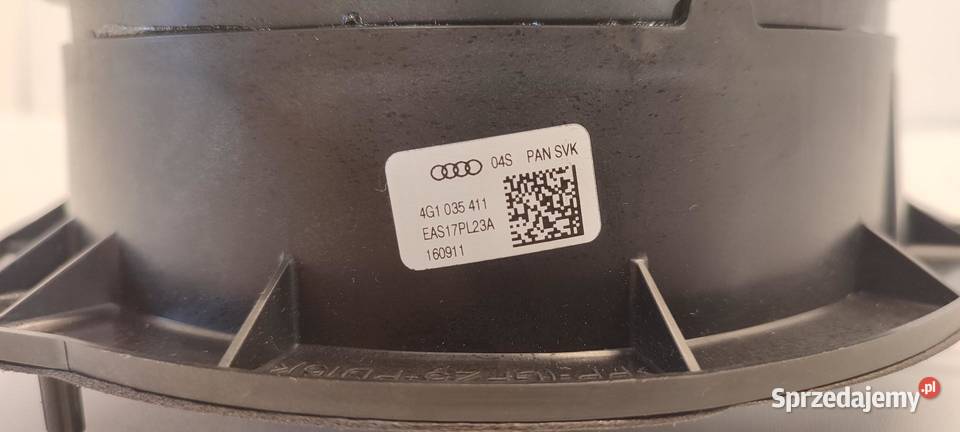 04S PAN SVK
4G1 035 411
EAS17PL23A
160911
Sprzedajemy.pl